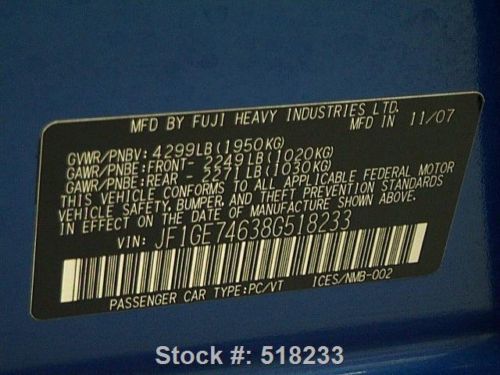 MFD BY FUJI HEAVY INDUSTRIES LTD.
MFD IN 11/07
GVWR/PNBV: 4299LB(1950KG)
GAWR/PNBE:FRONT- 2249LB(1020KG)
GAWR/PNBE:REAR - 2271LB(1030KG)
VEHICLE CONFORMS TO ALL APPLICABLE FEDERAL MOTOR
VEHICLE SAFETY, BUMPER, AND THEFT PREVENTION STANDARDS
IN EFFECT ON THE DATE OF MANUFACTURE SHOWN ABOVE.
VIN: JF1GE74638G518233
PASSENGER CAR TYPE:PC/VT ICES/NMB-002
Stock #: 518233